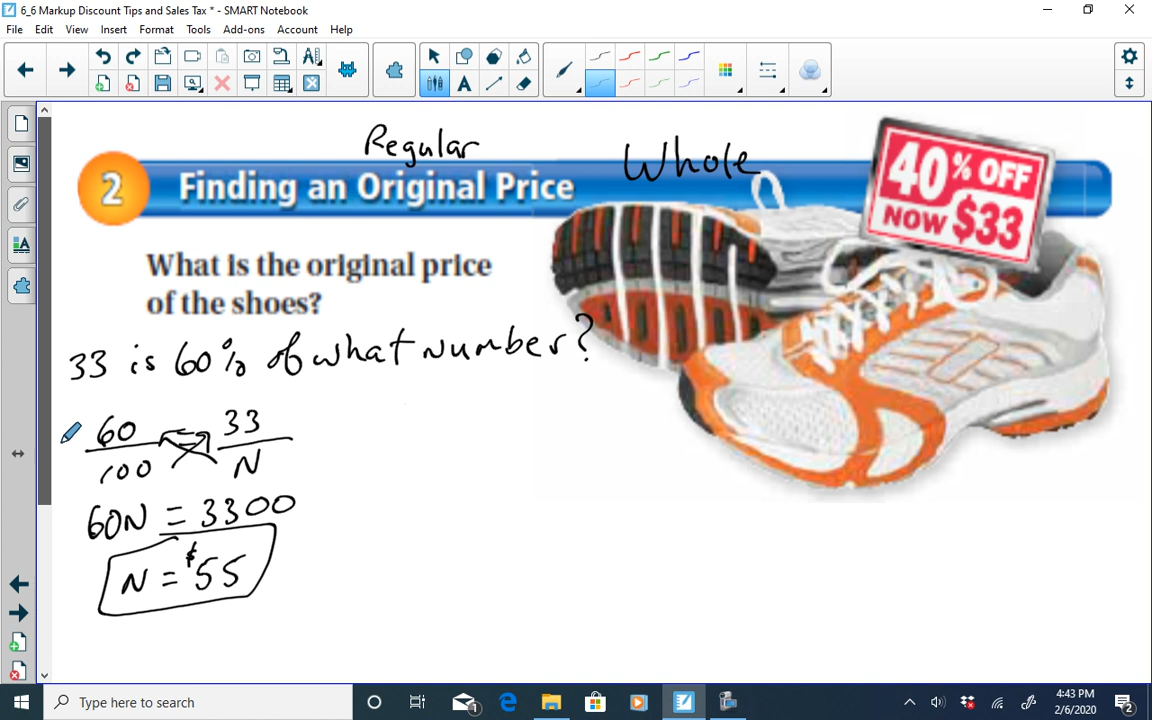 6_6 Markup Discount Tips and Sales Tax * - SMART Notebook
File Edit View Insert Format Tools Add-ons Account Help
Regular
Whole
2 Finding an Original Price
40% OFF
NOW $33
What is the original price
of the shoes?
33 is 60% of what number?
60 33
100 N
60N = 3300
N = $55
Type here to search
1
4:43 PM
2/6/2020
2